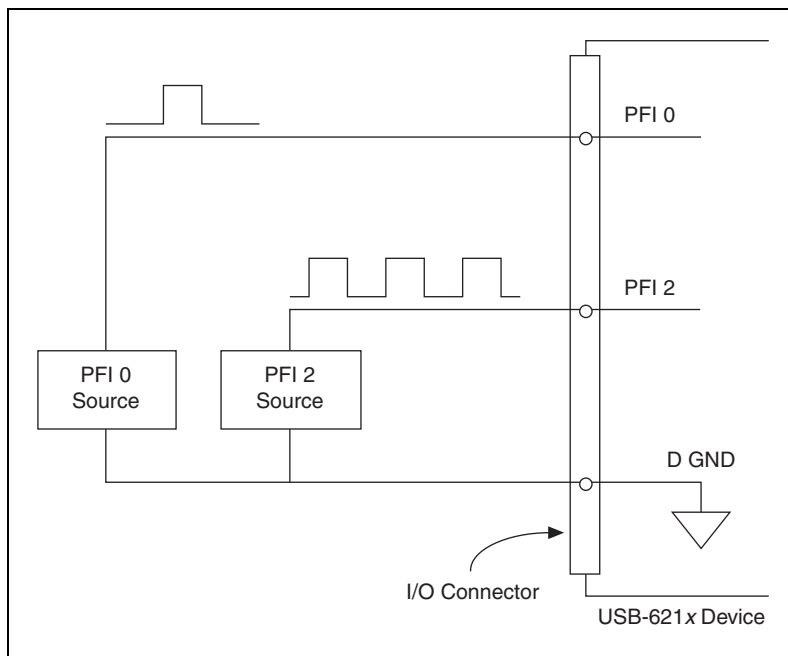 PFI 0
PFI 2
PFI 0
Source
PFI 2
Source
D GND
I/O Connector
USB-621x Device